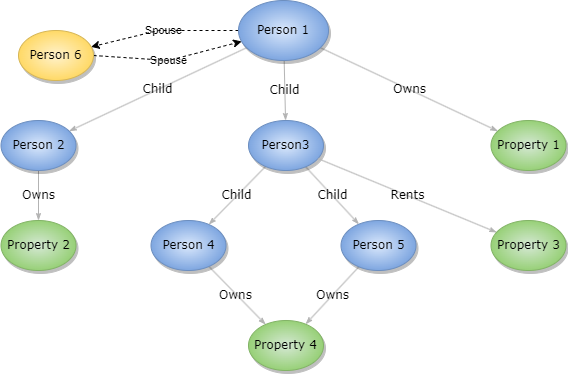 Person 1
Spouse
Person 6
Spouse
Child
Child
Owns
Person 2
Person3
Property 1
Owns
Child
Child
Rents
Property 2
Person 4
Person 5
Property 3
Owns
Owns
Property 4